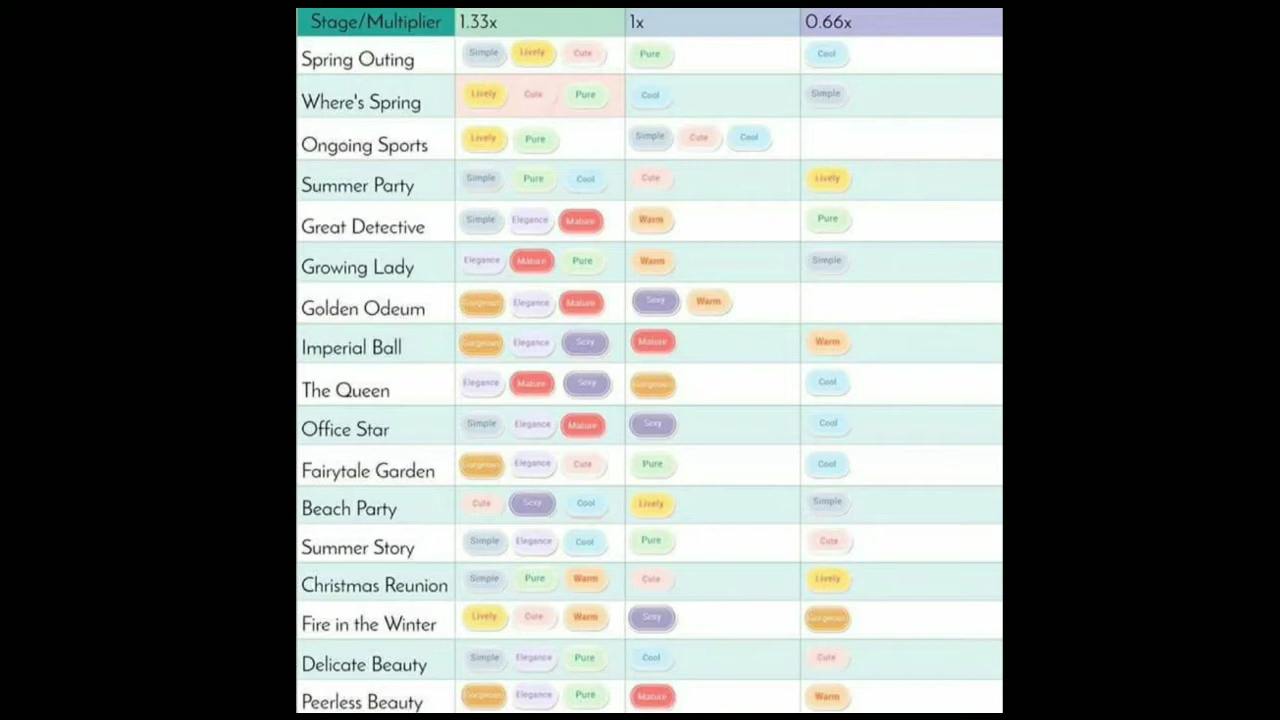 Stage/Multiplier 1.33x 1x 0.66x
Spring Outing Simple Lively Cute Pure Cool
Where's Spring Lively Cute Pure Cool Simple
Ongoing Sports Lively Pure Simple Cute Cool
Summer Party Simple Pure Cool Cute Lively
Great Detective Simple Elegance Mature Warm Pure
Growing Lady Elegance Mature Pure Warm Simple
Golden Odeum Gorgeous Elegance Mature Sexy Warm
Imperial Ball Gorgeous Elegance Sexy Mature Warm
The Queen Elegance Mature Sexy Gorgeous Cool
Office Star Simple Elegance Mature Sexy Cool
Fairytale Garden Gorgeous Elegance Cute Pure Cool
Beach Party Cute Sexy Cool Lively Simple
Summer Story Simple Elegance Cool Pure Cute
Christmas Reunion Simple Pure Warm Cute Lively
Fire in the Winter Lively Cute Warm Sexy Gorgeous
Delicate Beauty Simple Elegance Pure Cool Cute
Peerless Beauty Gorgeous Elegance Pure Mature Warm